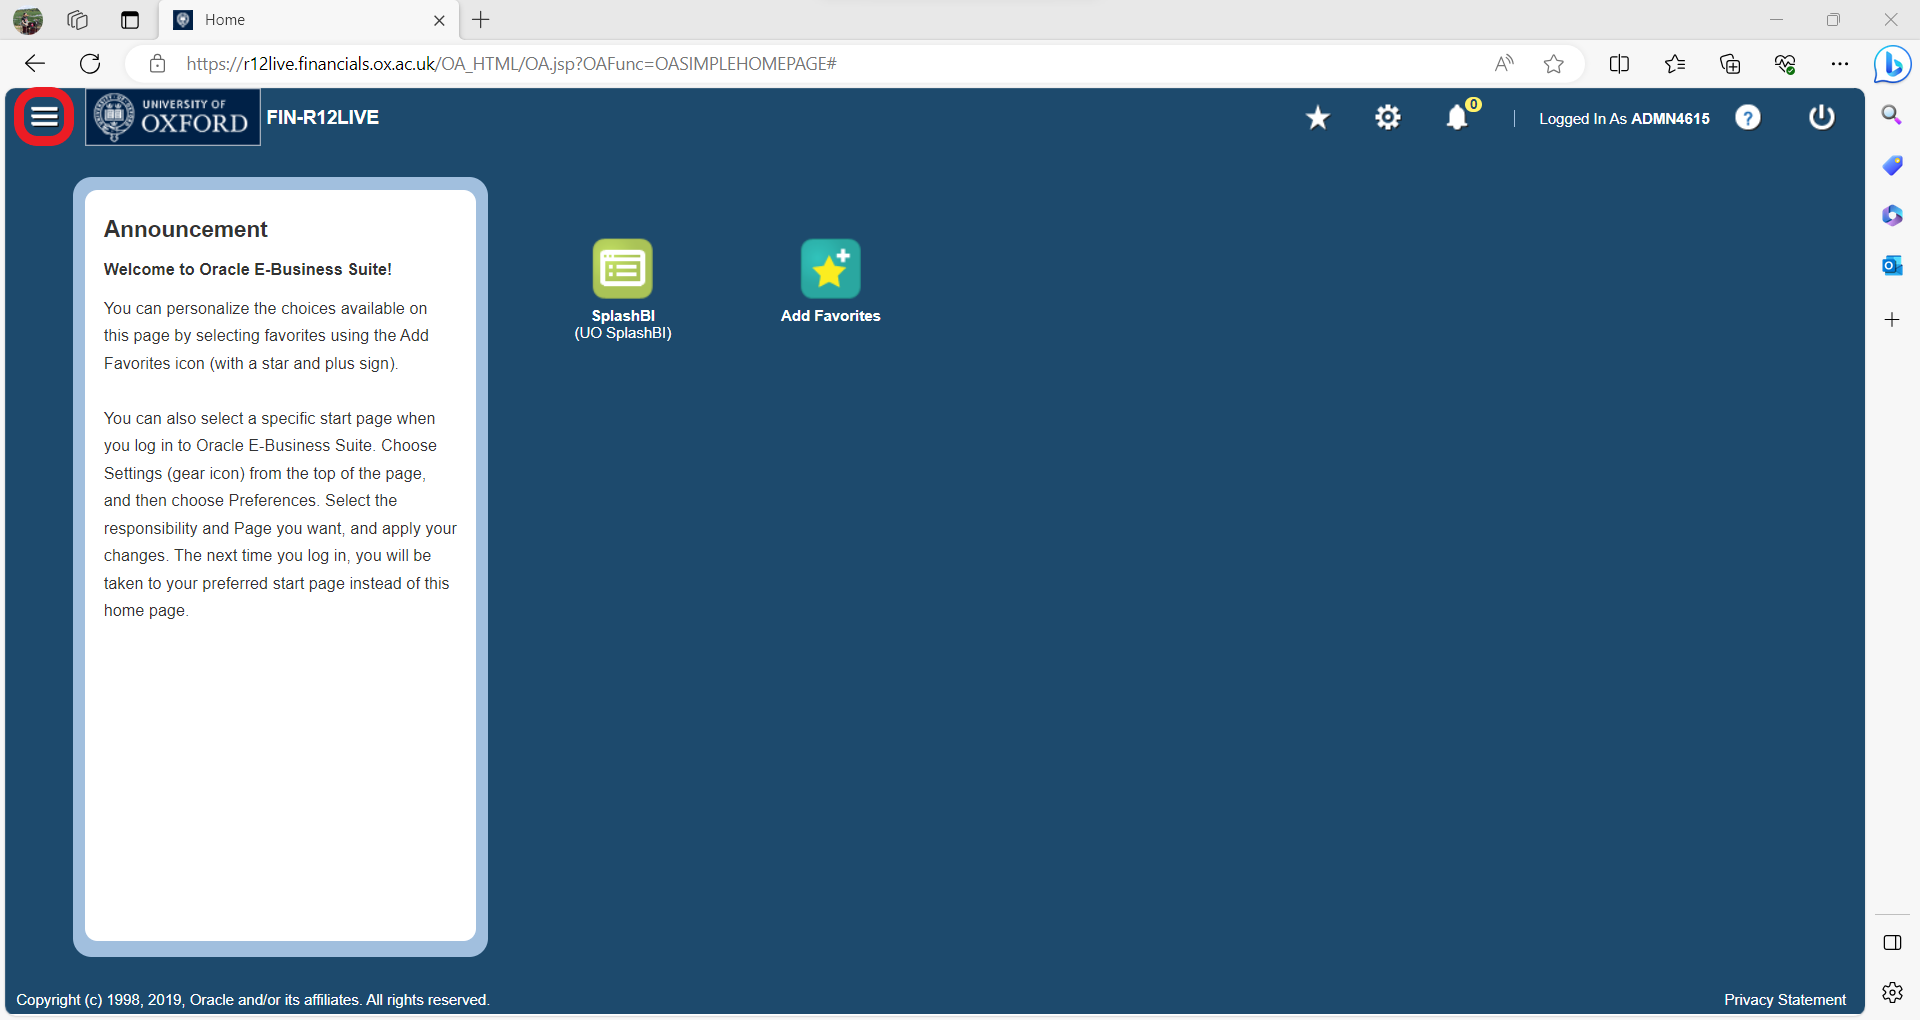 Home
https://r12live.financials.ox.ac.uk/OA_HTML/OA.jsp?OAFunc=OASIMPLEHOMEPAGE#
UNIVERSITY OF
OXFORD
FIN-R12LIVE
0
Logged In As ADMN4615
?
Announcement
Welcome to Oracle E-Business Suite!
You can personalize the choices available on
this page by selecting favorites using the Add
Favorites icon (with a star and plus sign).
You can also select a specific start page when
you log in to Oracle E-Business Suite. Choose
Settings (gear icon) from the top of the page,
and then choose Preferences. Select the
responsibility and Page you want, and apply your
changes. The next time you log in, you will be
taken to your preferred start page instead of this
home page.
SplashBI
(UO SplashBI)
Add Favorites
Copyright (c) 1998, 2019, Oracle and/or its affiliates. All rights reserved.
Privacy Statement